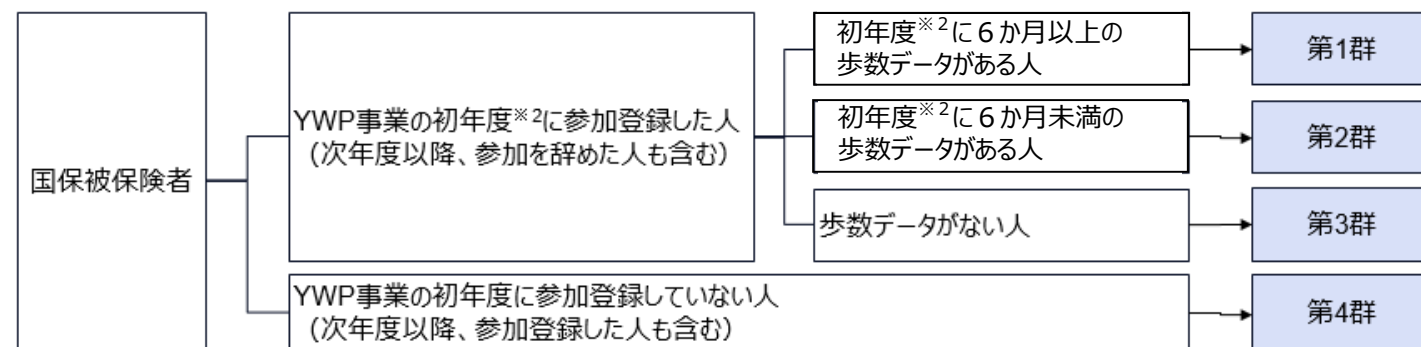 国保被保険者
YWP事業の初年度※2に参加登録した人
（次年度以降、参加を辞めた人も含む）
初年度※2に６か月以上の
歩数データがある人
第1群
初年度※2に６か月未満の
歩数データがある人
第2群
歩数データがない人
第3群
YWP事業の初年度に参加登録していない人
（次年度以降、参加登録した人も含む）
第4群